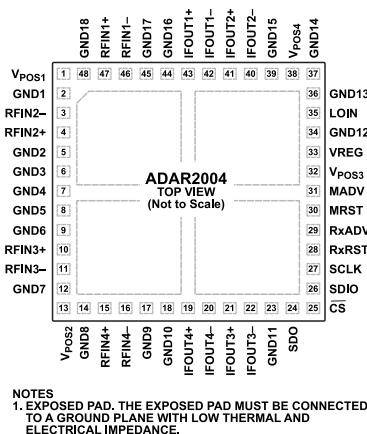 GND18
RFIN1+
RFIN1–
GND17
GND16
IFOUT1+
IFOUT1–
IFOUT2+
IFOUT2–
GND15
VPOS4
GND14
48 47 46 45 44 43 42 41 40 39 38 37
VPOS1 1
GND1 2
RFIN2– 3
RFIN2+ 4
GND2 5
GND3 6
GND4 7
GND5 8
GND6 9
RFIN3+ 10
RFIN3– 11
GND7 12
ADAR2004
TOP VIEW
(Not to Scale)
36 GND13
35 LOIN
34 GND12
33 VREG
32 VPOS3
31 MADV
30 MRST
29 RxADV
28 RxRST
27 SCLK
26 SDIO
25 C̅S̅
13 14 15 16 17 18 19 20 21 22 23 24
VPOS2
GND8
RFIN4+
RFIN4–
GND9
GND10
IFOUT4+
IFOUT4–
IFOUT3+
IFOUT3–
GND11
SDO
NOTES
1. EXPOSED PAD. THE EXPOSED PAD MUST BE CONNECTED
TO A GROUND PLANE WITH LOW THERMAL AND
ELECTRICAL IMPEDANCE.